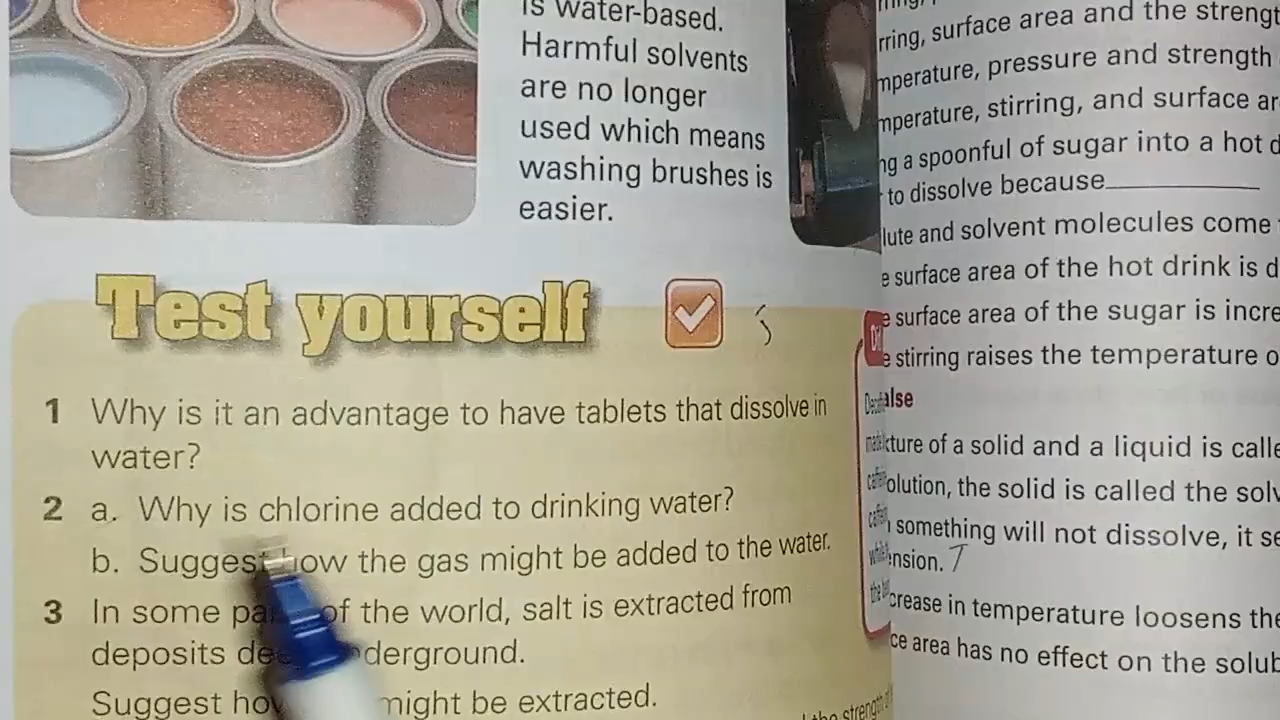 is water-based.
Harmful solvents
are no longer
used which means
washing brushes is
easier.
Test yourself
1 Why is it an advantage to have tablets that dissolve in
water?
2 a. Why is chlorine added to drinking water?
b. Suggest how the gas might be added to the water.
3 In some of the world, salt is extracted from
deposits underground.
Suggest might be extracted.
rring, surface area and the strengt
mperature, pressure and strength
mperature, stirring, and surface ar
ng a spoonful of sugar into a hot d
to dissolve because
lute and solvent molecules come
e surface area of the hot drink is d
e surface area of the sugar is incre
e stirring raises the temperature o
alse
cture of a solid and a liquid is calle
olution, the solid is called the solv
something will not dissolve, it se
ension. T
crease in temperature loosens the
ce area has no effect on the solub
the strength